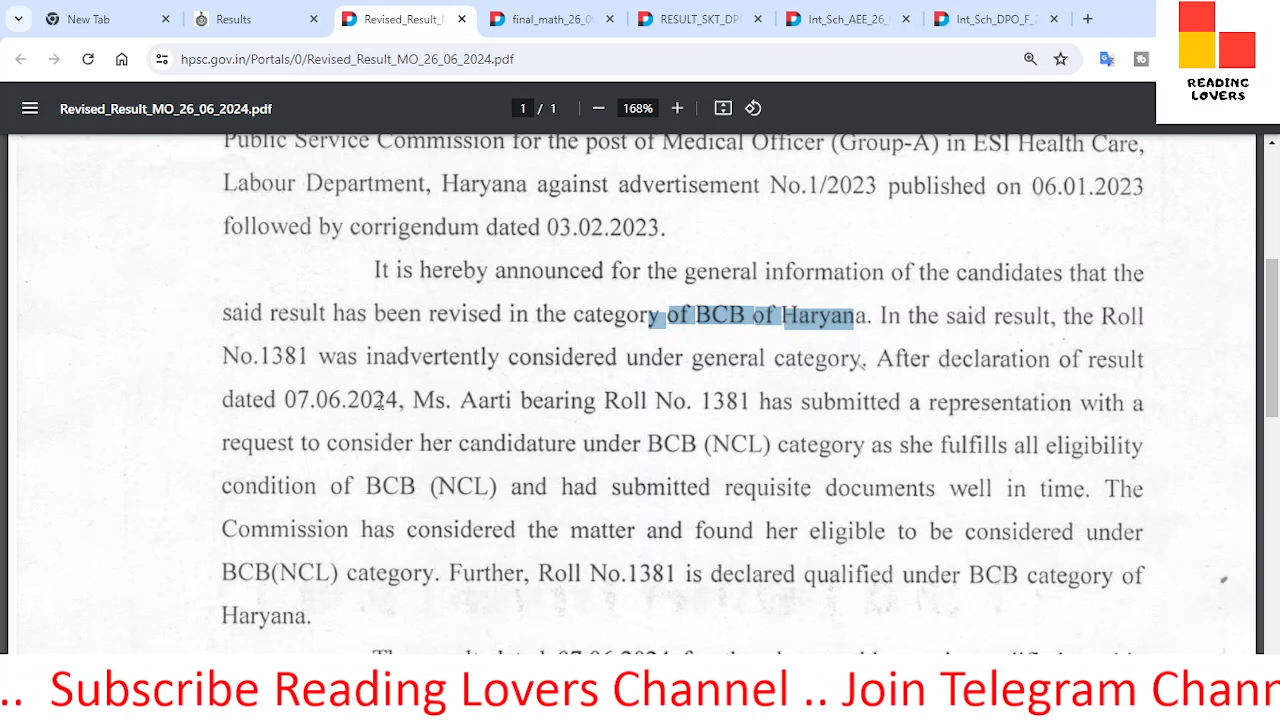 New Tab
Results
Revised_Result_M
final_math_26_0
RESULT_SKT_DP
Int_Sch_AEE_26_
Int_Sch_DPO_F_
hpsc.gov.in/Portals/0/Revised_Result_MO_26_06_2024.pdf
READING
LOVERS
Revised_Result_MO_26_06_2024.pdf
1 / 1
168%
Public Service Commission for the post of Medical Officer (Group-A) in ESI Health Care,
Labour Department, Haryana against advertisement No.1/2023 published on 06.01.2023
followed by corrigendum dated 03.02.2023.
It is hereby announced for the general information of the candidates that the
said result has been revised in the category of BCB of Haryana. In the said result, the Roll
No.1381 was inadvertently considered under general category. After declaration of result
dated 07.06.2024, Ms. Aarti bearing Roll No. 1381 has submitted a representation with a
request to consider her candidature under BCB (NCL) category as she fulfills all eligibility
condition of BCB (NCL) and had submitted requisite documents well in time. The
Commission has considered the matter and found her eligible to be considered under
BCB(NCL) category. Further, Roll No.1381 is declared qualified under BCB category of
Haryana.
.. Subscribe Reading Lovers Channel .. Join Telegram Chann